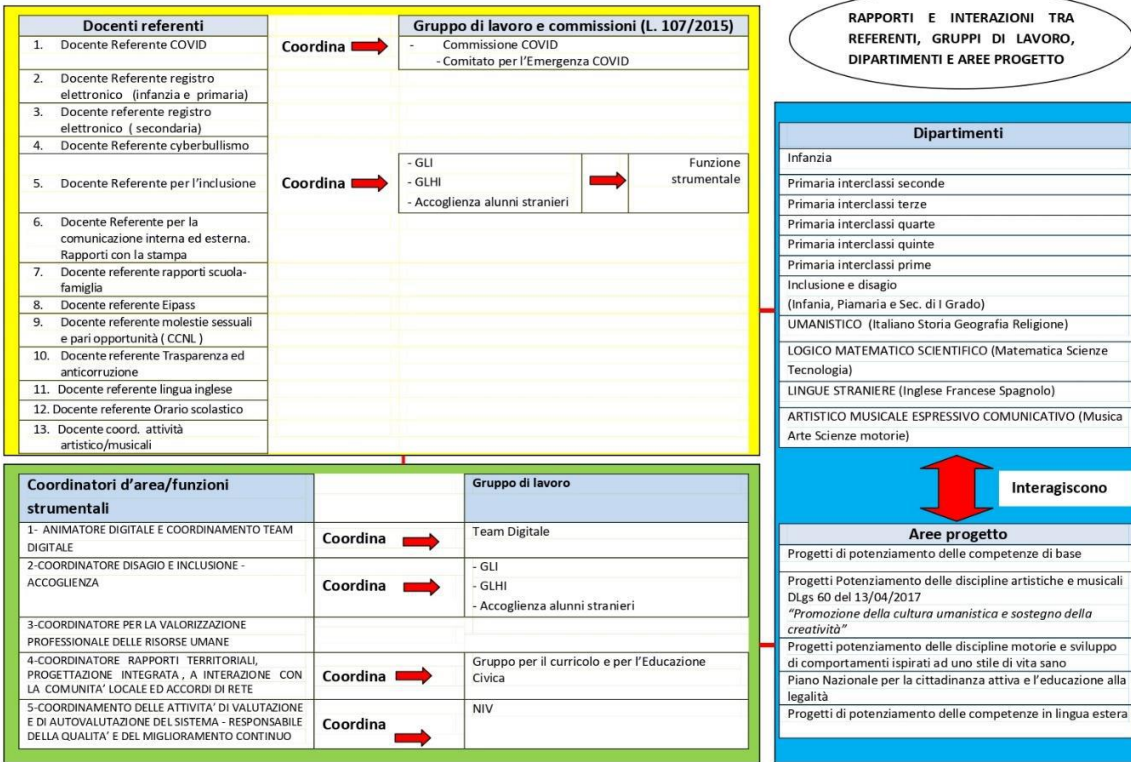 RAPPORTI E INTERAZIONI TRA
REFERENTI, GRUPPI DI LAVORO,
DIPARTIMENTI E AREE PROGETTO
Docenti referenti
Gruppo di lavoro e commissioni (L. 107/2015)
1. Docente Referente COVID
Coordina
- Commissione COVID
- Comitato per l'Emergenza COVID
2. Docente Referente registro
elettronico (infanzia e primaria)
3. Docente referente registro
elettronico ( secondaria)
4. Docente Referente cyberbullismo
5. Docente Referente per l'inclusione
Coordina
- GLI
- GLHI
- Accoglienza alunni stranieri
Funzione
strumentale
6. Docente Referente per la
comunicazione interna ed esterna.
Rapporti con la stampa
7. Docente referente rapporti scuola-
famiglia
8. Docente referente Eipass
9. Docente referente molestie sessuali
e pari opportunità ( CCNL )
10. Docente referente Trasparenza ed
anticorruzione
11. Docente referente lingua inglese
12. Docente referente Orario scolastico
13. Docente coord. attività
artistico/musicali
Coordinatori d'area/funzioni
strumentali
Gruppo di lavoro
1- ANIMATORE DIGITALE E COORDINAMENTO TEAM
DIGITALE
Coordina
Team Digitale
2-COORDINATORE DISAGIO E INCLUSIONE -
ACCOGLIENZA
Coordina
- GLI
- GLHI
- Accoglienza alunni stranieri
3-COORDINATORE PER LA VALORIZZAZIONE
PROFESSIONALE DELLE RISORSE UMANE
4-COORDINATORE RAPPORTI TERRITORIALI,
PROGETTAZIONE INTEGRATA , A INTERAZIONE CON
LA COMUNITA' LOCALE ED ACCORDI DI RETE
Coordina
Gruppo per il curricolo e per l'Educazione
Civica
5-COORDINAMENTO DELLE ATTIVITA' DI VALUTAZIONE
E DI AUTOVALUTAZIONE DEL SISTEMA - RESPONSABILE
DELLA QUALITA' E DEL MIGLIORAMENTO CONTINUO
Coordina
NIV
Dipartimenti
Infanzia
Primaria interclassi seconde
Primaria interclassi terze
Primaria interclassi quarte
Primaria interclassi quinte
Primaria interclassi prime
Inclusione e disagio
(Infania, Piamaria e Sec. di I Grado)
UMANISTICO (Italiano Storia Geografia Religione)
LOGICO MATEMATICO SCIENTIFICO (Matematica Scienze
Tecnologia)
LINGUE STRANIERE (Inglese Francese Spagnolo)
ARTISTICO MUSICALE ESPRESSIVO COMUNICATIVO (Musica
Arte Scienze motorie)
Interagiscono
Aree progetto
Progetti di potenziamento delle competenze di base
Progetti Potenziamento delle discipline artistiche e musicali
DLgs 60 del 13/04/2017
"Promozione della cultura umanistica e sostegno della
creatività"
Progetti potenziamento delle discipline motorie e sviluppo
di comportamenti ispirati ad uno stile di vita sano
Piano Nazionale per la cittadinanza attiva e l'educazione alla
legalità
Progetti di potenziamento delle competenze in lingua estera